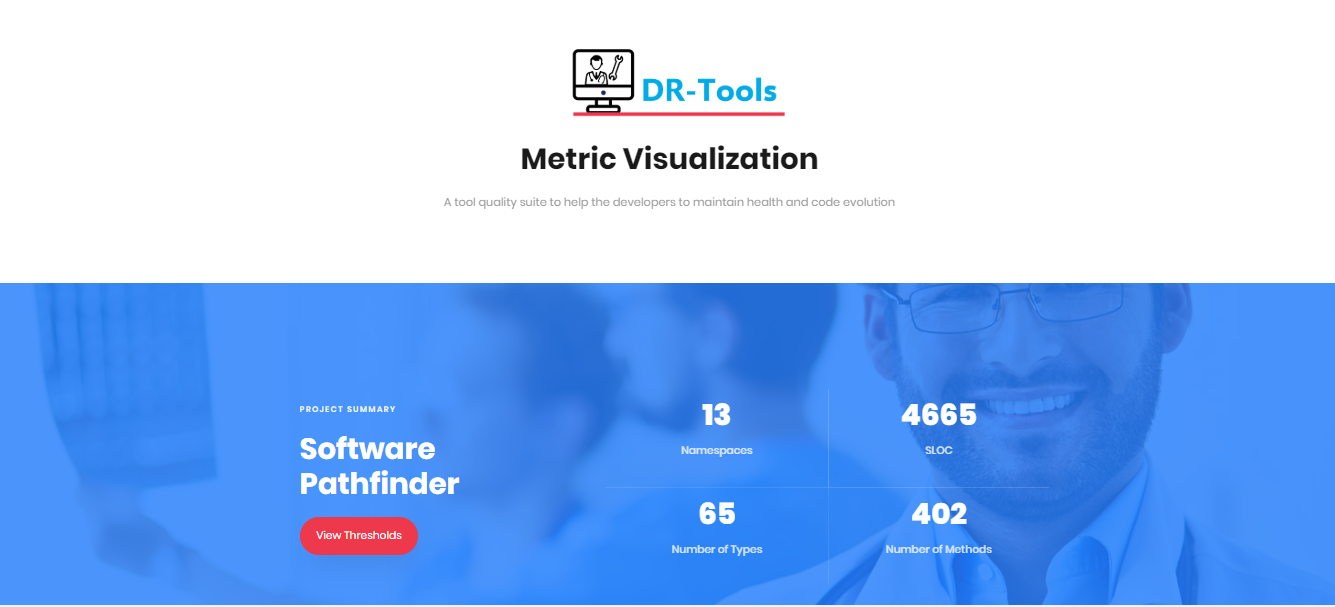 DR-Tools
Metric Visualization
A tool quality suite to help the developers to maintain health and code evolution
PROJECT SUMMARY
Software
Pathfinder
View Thresholds
13
Namespaces
4665
SLOC
65
Number of Types
402
Number of Methods